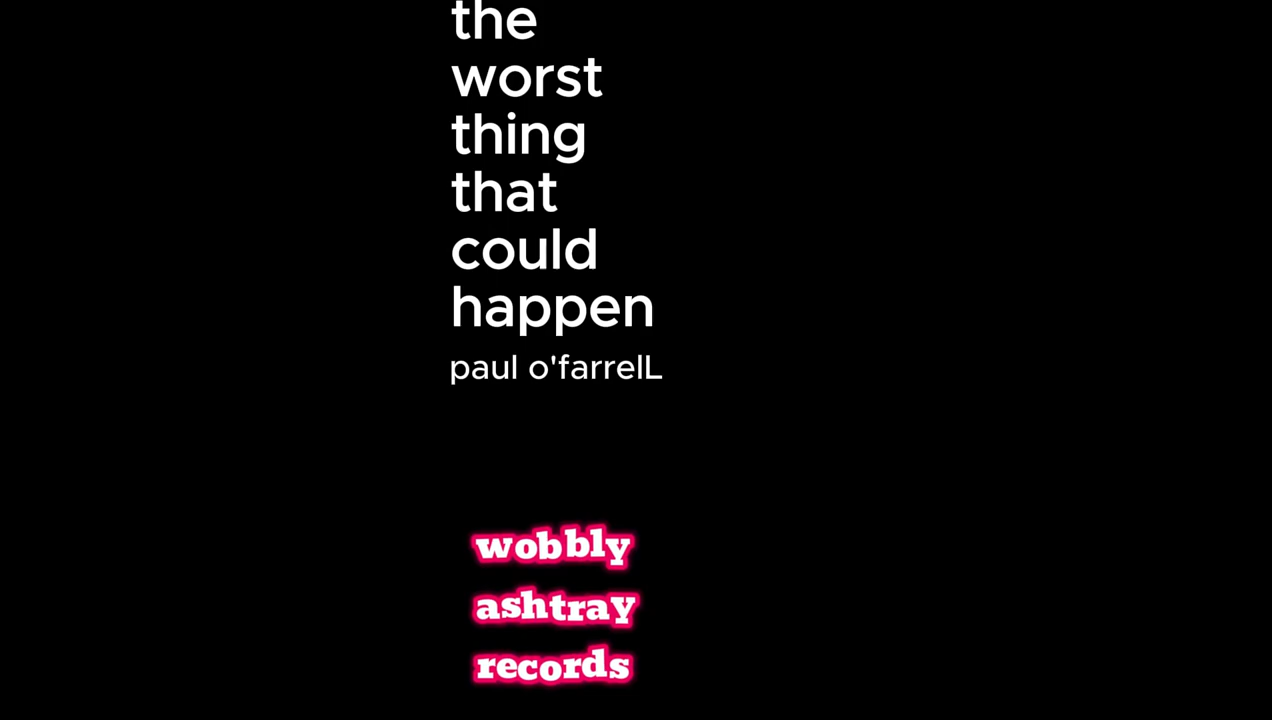 the
worst
thing
that
could
happen
paul o'farrelL
wobbly
ashtray
records